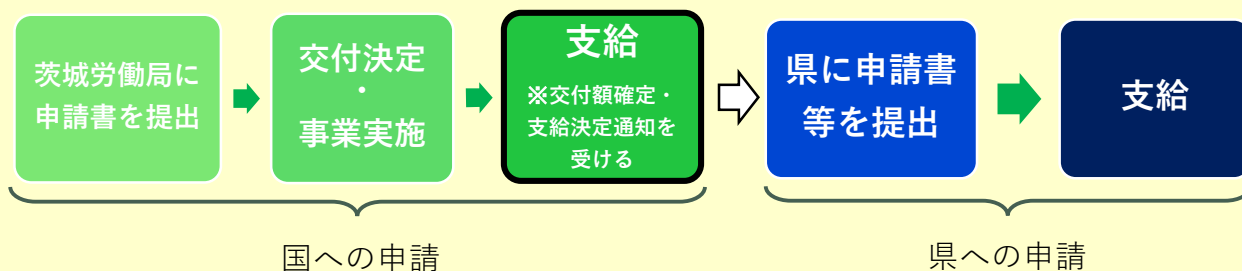 茨城労働局に
申請書を提出
交付決定
・
事業実施
支給
※交付額確定・
支給決定通知を
受ける
県に申請書
等を提出
支給
国への申請
県への申請